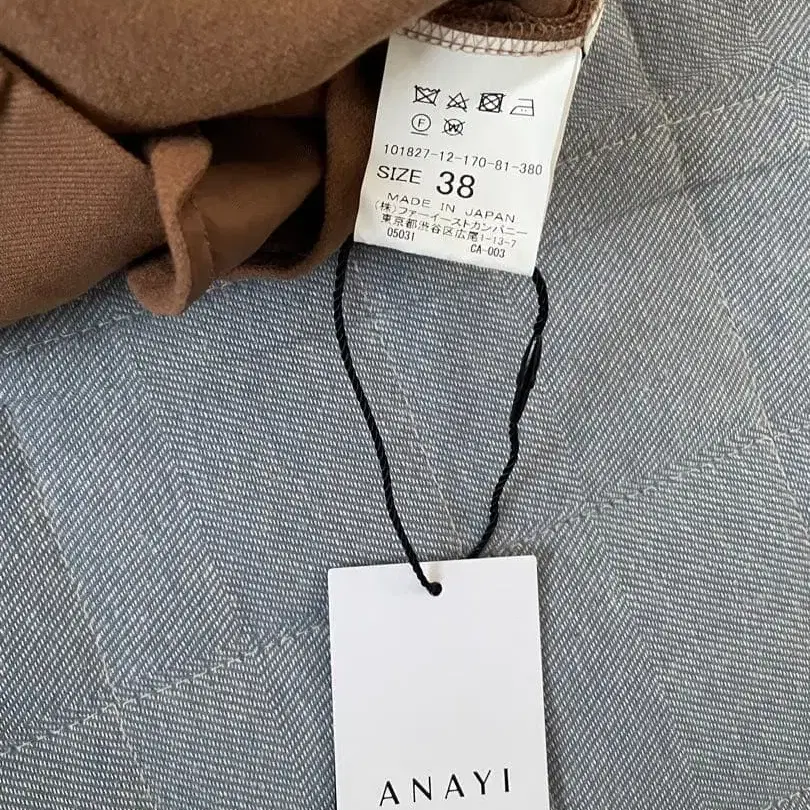 F
W
101827-12-170-81-380
SIZE 38
MADE IN JAPAN
(株)ファーイーストカンパニー
東京都渋谷区広尾1-13-7
05031 CA-003
ANAYI